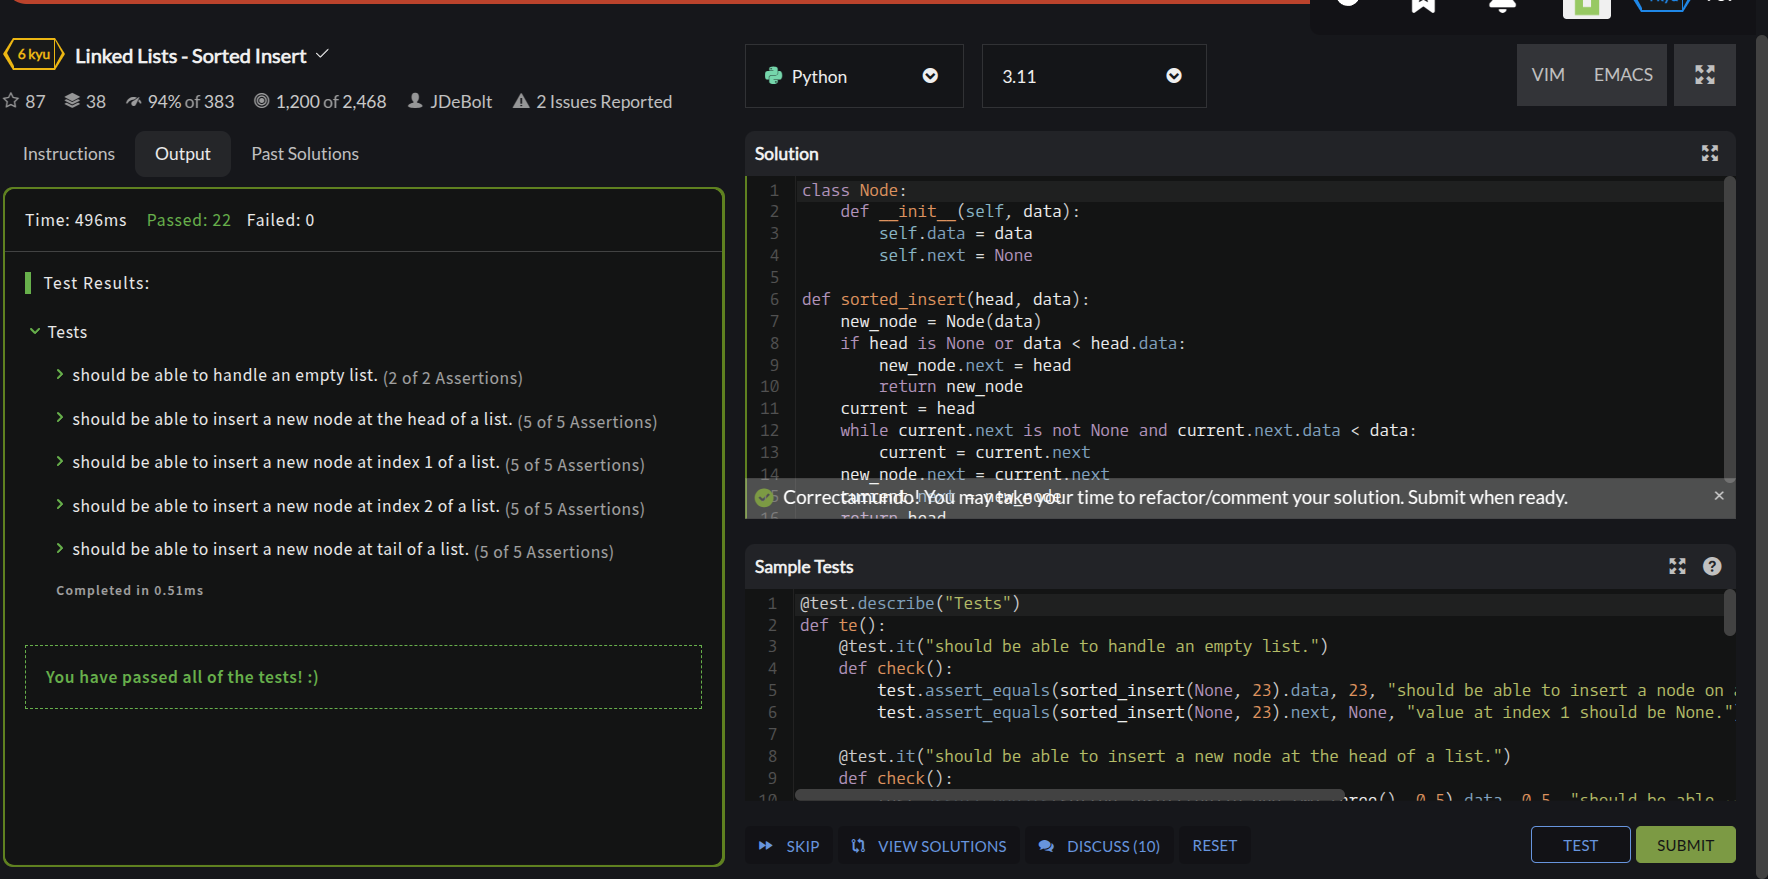 6 kyu Linked Lists - Sorted Insert
87 38 94% of 383 1,200 of 2,468 JDeBolt 2 Issues Reported
Instructions Output Past Solutions
Time: 496ms Passed: 22 Failed: 0
Test Results:
Tests
should be able to handle an empty list. (2 of 2 Assertions)
should be able to insert a new node at the head of a list. (5 of 5 Assertions)
should be able to insert a new node at index 1 of a list. (5 of 5 Assertions)
should be able to insert a new node at index 2 of a list. (5 of 5 Assertions)
should be able to insert a new node at tail of a list. (5 of 5 Assertions)
Completed in 0.51ms
You have passed all of the tests! :)
Python 3.11 VIM EMACS
Solution
1 class Node:
2     def __init__(self, data):
3         self.data = data
4         self.next = None
5
6 def sorted_insert(head, data):
7     new_node = Node(data)
8     if head is None or data < head.data:
9         new_node.next = head
10         return new_node
11     current = head
12     while current.next is not None and current.next.data < data:
13         current = current.next
14     new_node.next = current.next
15     current.next = new_node
16     return head
Correctamundo! You may take your time to refactor/comment your solution. Submit when ready.
Sample Tests
1 @test.describe("Tests")
2 def te():
3     @test.it("should be able to handle an empty list.")
4     def check():
5         test.assert_equals(sorted_insert(None, 23).data, 23, "should be able to insert a node on
6         test.assert_equals(sorted_insert(None, 23).next, None, "value at index 1 should be None.")
7
8     @test.it("should be able to insert a new node at the head of a list.")
9     def check():
10 0.5).data, 0.5, "should be able
SKIP VIEW SOLUTIONS DISCUSS (10) RESET TEST SUBMIT